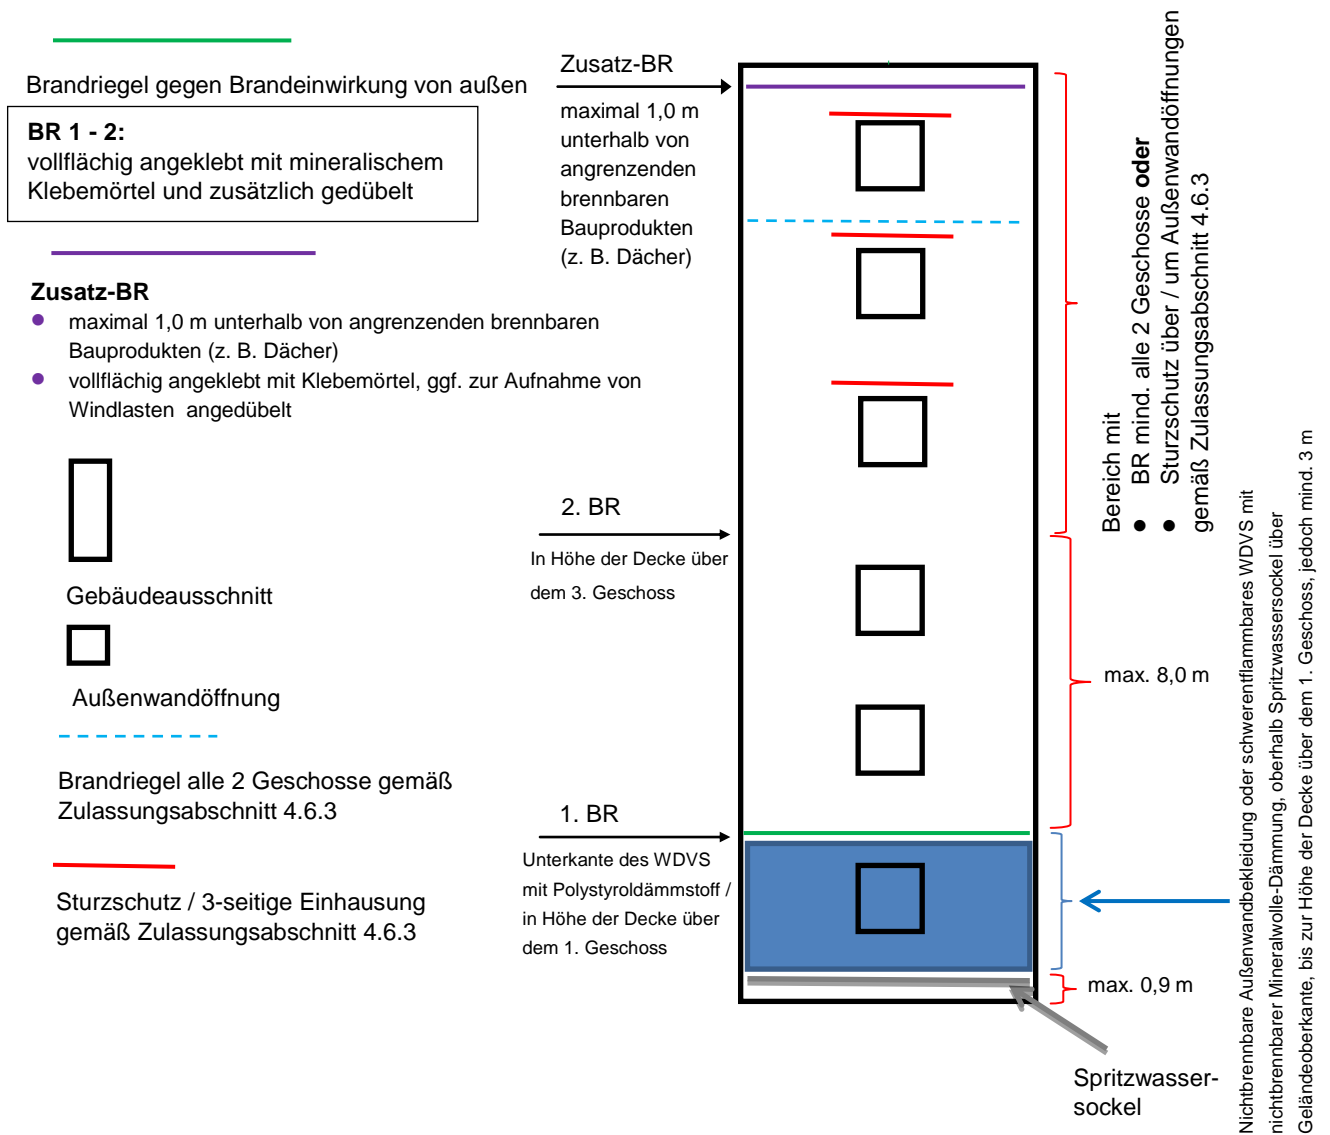 Brandriegel gegen Brandeinwirkung von außen
BR 1 - 2:
vollflächig angeklebt mit mineralischem
Klebemörtel und zusätzlich gedübelt
Zusatz-BR
● maximal 1,0 m unterhalb von angrenzenden brennbaren
Bauprodukten (z. B. Dächer)
● vollflächig angeklebt mit Klebemörtel, ggf. zur Aufnahme von
Windlasten angedübelt
Gebäudeausschnitt
Außenwandöffnung
Brandriegel alle 2 Geschosse gemäß
Zulassungsabschnitt 4.6.3
Sturzschutz / 3-seitige Einhausung
gemäß Zulassungsabschnitt 4.6.3
Zusatz-BR
maximal 1,0 m
unterhalb von
angrenzenden
brennbaren
Bauprodukten
(z. B. Dächer)
2. BR
In Höhe der Decke über
dem 3. Geschoss
1. BR
Unterkante des WDVS
mit Polystyroldämmstoff /
in Höhe der Decke über
dem 1. Geschoss
Bereich mit
● BR mind. alle 2 Geschosse oder
● Sturzschutz über / um Außenwandöffnungen
gemäß Zulassungsabschnitt 4.6.3
max. 8,0 m
max. 0,9 m
Spritzwasser-
sockel
Nichtbrennbare Außenwandbekleidung oder schwerentflammbares WDVS mit
nichtbrennbarer Mineralwolle-Dämmung, oberhalb Spritzwassersockel über
Geländeoberkante, bis zur Höhe der Decke über dem 1. Geschoss, jedoch mind. 3 m